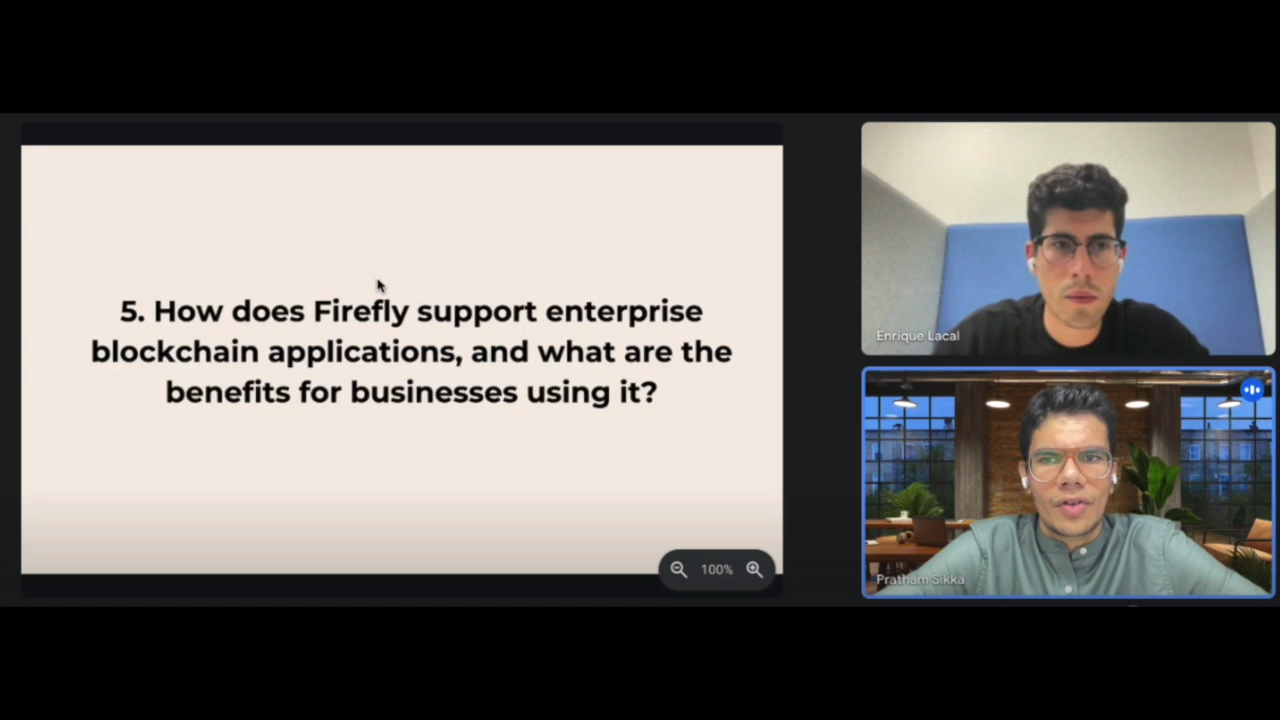 5. How does Firefly support enterprise
blockchain applications, and what are the
benefits for businesses using it?
100%
Enrique Lacal
Pratham Sikka